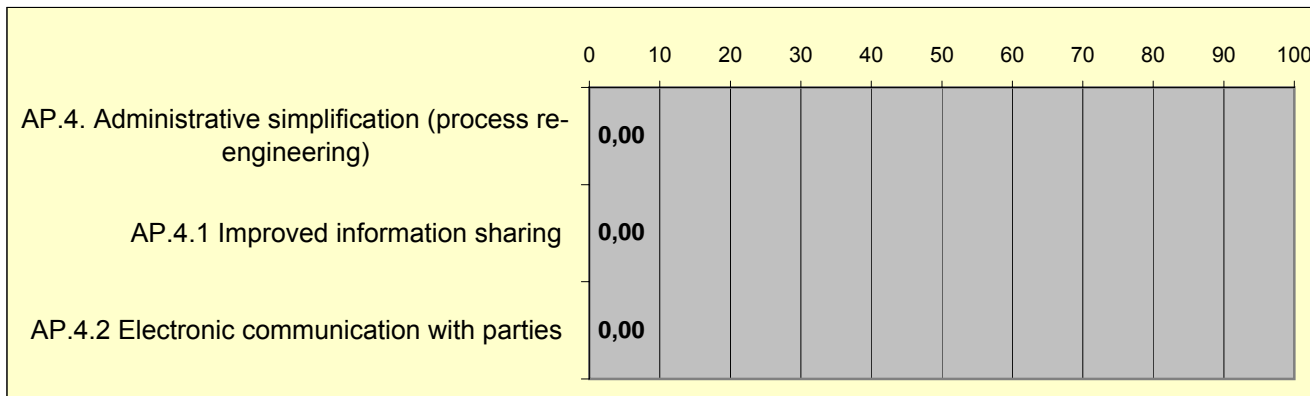 0 10 20 30 40 50 60 70 80 90 100
AP.4. Administrative simplification (process re-
engineering)
0,00
AP.4.1 Improved information sharing
0,00
AP.4.2 Electronic communication with parties
0,00